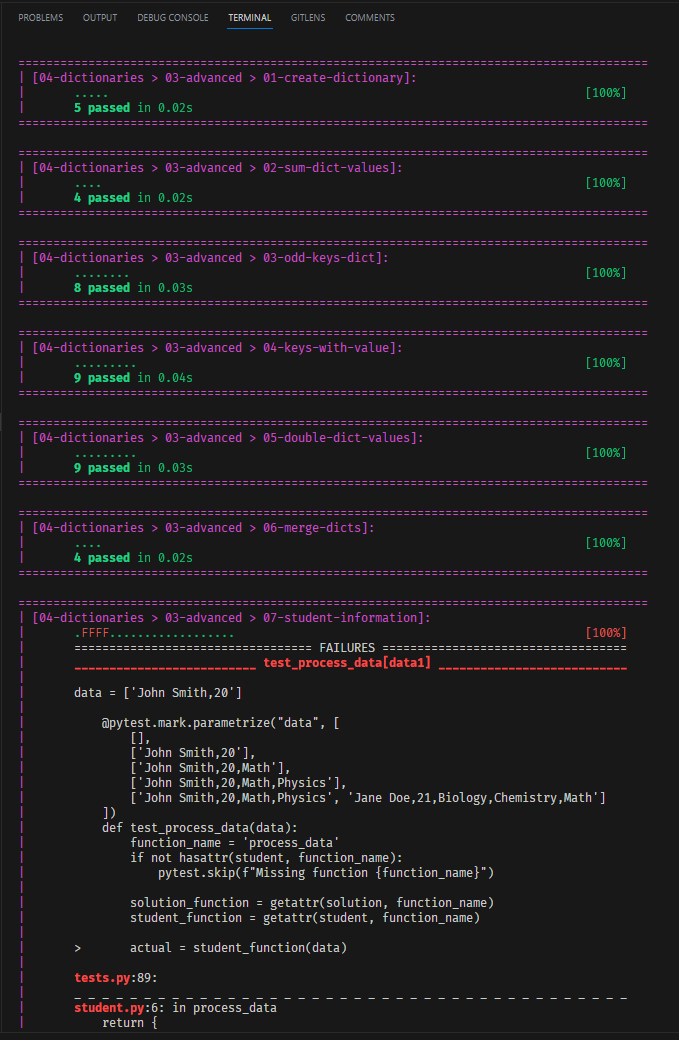 PROBLEMS OUTPUT DEBUG CONSOLE TERMINAL GITLENS COMMENTS
==========================================================================================
| [04-dictionaries > 03-advanced > 01-create-dictionary]:
| ..... [100%]
| 5 passed in 0.02s
==========================================================================================
==========================================================================================
| [04-dictionaries > 03-advanced > 02-sum-dict-values]:
| .... [100%]
| 4 passed in 0.02s
==========================================================================================
==========================================================================================
| [04-dictionaries > 03-advanced > 03-odd-keys-dict]:
| ........ [100%]
| 8 passed in 0.03s
==========================================================================================
==========================================================================================
| [04-dictionaries > 03-advanced > 04-keys-with-value]:
| ......... [100%]
| 9 passed in 0.04s
==========================================================================================
==========================================================================================
| [04-dictionaries > 03-advanced > 05-double-dict-values]:
| ......... [100%]
| 9 passed in 0.03s
==========================================================================================
==========================================================================================
| [04-dictionaries > 03-advanced > 06-merge-dicts]:
| .... [100%]
| 4 passed in 0.02s
==========================================================================================
==========================================================================================
| [04-dictionaries > 03-advanced > 07-student-information]:
| .FFFF.................. [100%]
| ================================== FAILURES ===================================
| __________________________ test_process_data[data1] ___________________________
|
| data = ['John Smith,20']
|
| @pytest.mark.parametrize("data", [
| [],
| ['John Smith,20'],
| ['John Smith,20,Math'],
| ['John Smith,20,Math,Physics'],
| ['John Smith,20,Math,Physics', 'Jane Doe,21,Biology,Chemistry,Math']
| ])
| def test_process_data(data):
| function_name = 'process_data'
| if not hasattr(student, function_name):
| pytest.skip(f"Missing function {function_name}")
|
| solution_function = getattr(solution, function_name)
| student_function = getattr(student, function_name)
|
| > actual = student_function(data)
|
| tests.py:89:
| _ _ _ _ _ _ _ _ _ _ _ _ _ _ _ _ _ _ _ _ _ _ _ _ _ _ _ _ _ _ _ _ _ _ _ _ _ _ _ _
| student.py:6: in process_data
| return {